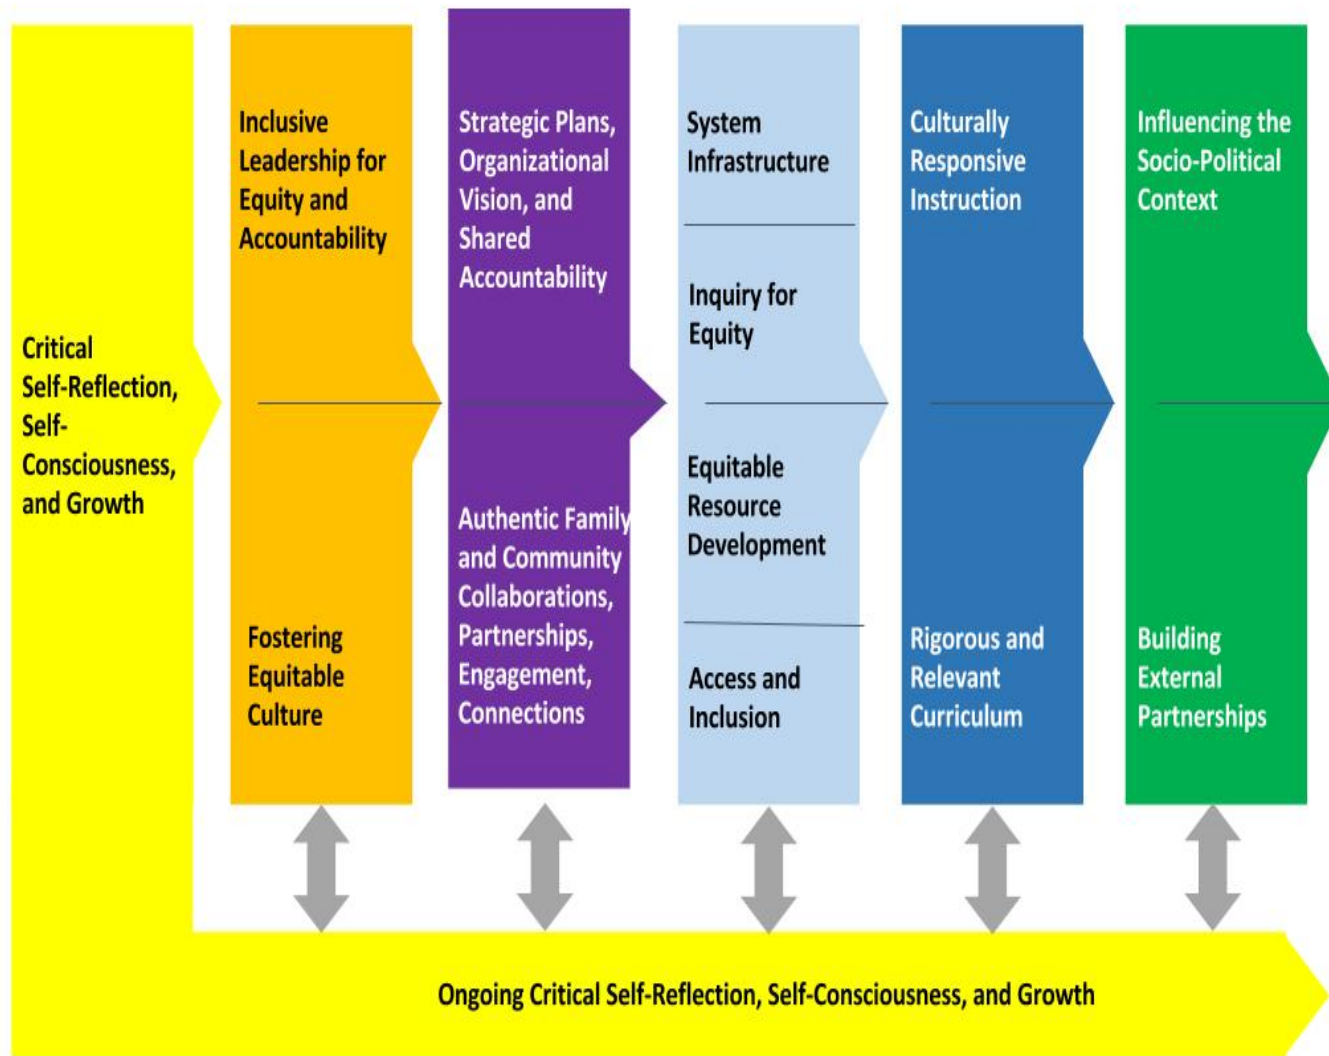 Critical
Self-Reflection,
Self-
Consciousness,
and Growth
Inclusive
Leadership for
Equity and
Accountability
Fostering
Equitable
Culture
Strategic Plans,
Organizational
Vision, and
Shared
Accountability
Authentic Family
and Community
Collaborations,
Partnerships,
Engagement,
Connections
System
Infrastructure
Inquiry for
Equity
Equitable
Resource
Development
Access and
Inclusion
Culturally
Responsive
Instruction
Rigorous and
Relevant
Curriculum
Influencing the
Socio-Political
Context
Building
External
Partnerships
Ongoing Critical Self-Reflection, Self-Consciousness, and Growth